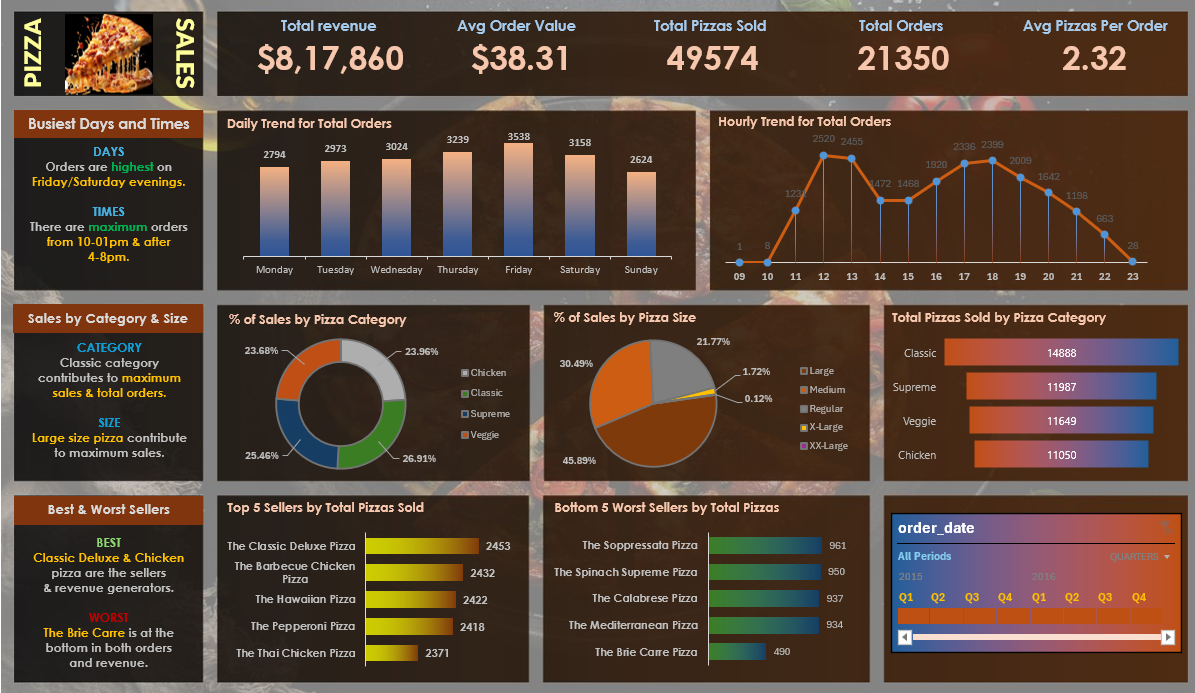 PIZZA
SALES
Total revenue
$8,17,860
Avg Order Value
$38.31
Total Pizzas Sold
49574
Total Orders
21350
Avg Pizzas Per Order
2.32
Busiest Days and Times
DAYS
Orders are highest on
Friday/Saturday evenings.
TIMES
There are maximum orders
from 10-01pm & after
4-8pm.
Daily Trend for Total Orders
2794
2973
3024
3239
3538
3158
2624
Monday
Tuesday
Wednesday
Thursday
Friday
Saturday
Sunday
Hourly Trend for Total Orders
1
8
2520
2455
1472
1468
1920
2336
2399
2009
1642
1198
663
28
09
10
11
12
13
14
15
16
17
18
19
20
21
22
23
Sales by Category & Size
CATEGORY
Classic category
contributes to maximum
sales & total orders.
SIZE
Large size pizza contribute
to maximum sales.
% of Sales by Pizza Category
23.68%
23.96%
25.46%
26.91%
Chicken
Classic
Supreme
Veggie
% of Sales by Pizza Size
21.77%
30.49%
1.72%
0.12%
45.89%
Large
Medium
Regular
X-Large
XX-Large
Total Pizzas Sold by Pizza Category
Classic 14888
Supreme 11987
Veggie 11649
Chicken 11050
Best & Worst Sellers
BEST
Classic Deluxe & Chicken
pizza are the sellers
& revenue generators.
WORST
The Brie Carre is at the
bottom in both orders
and revenue.
Top 5 Sellers by Total Pizzas Sold
The Classic Deluxe Pizza 2453
The Barbecue Chicken
Pizza 2432
The Hawaiian Pizza 2422
The Pepperoni Pizza 2418
The Thai Chicken Pizza 2371
Bottom 5 Worst Sellers by Total Pizzas
The Soppressata Pizza 961
The Spinach Supreme Pizza 950
The Calabrese Pizza 937
The Mediterranean Pizza 934
The Brie Carre Pizza 490
order_date
All Periods
QUARTERS
2015
2016
Q1 Q2 Q3 Q4 Q1 Q2 Q3 Q4